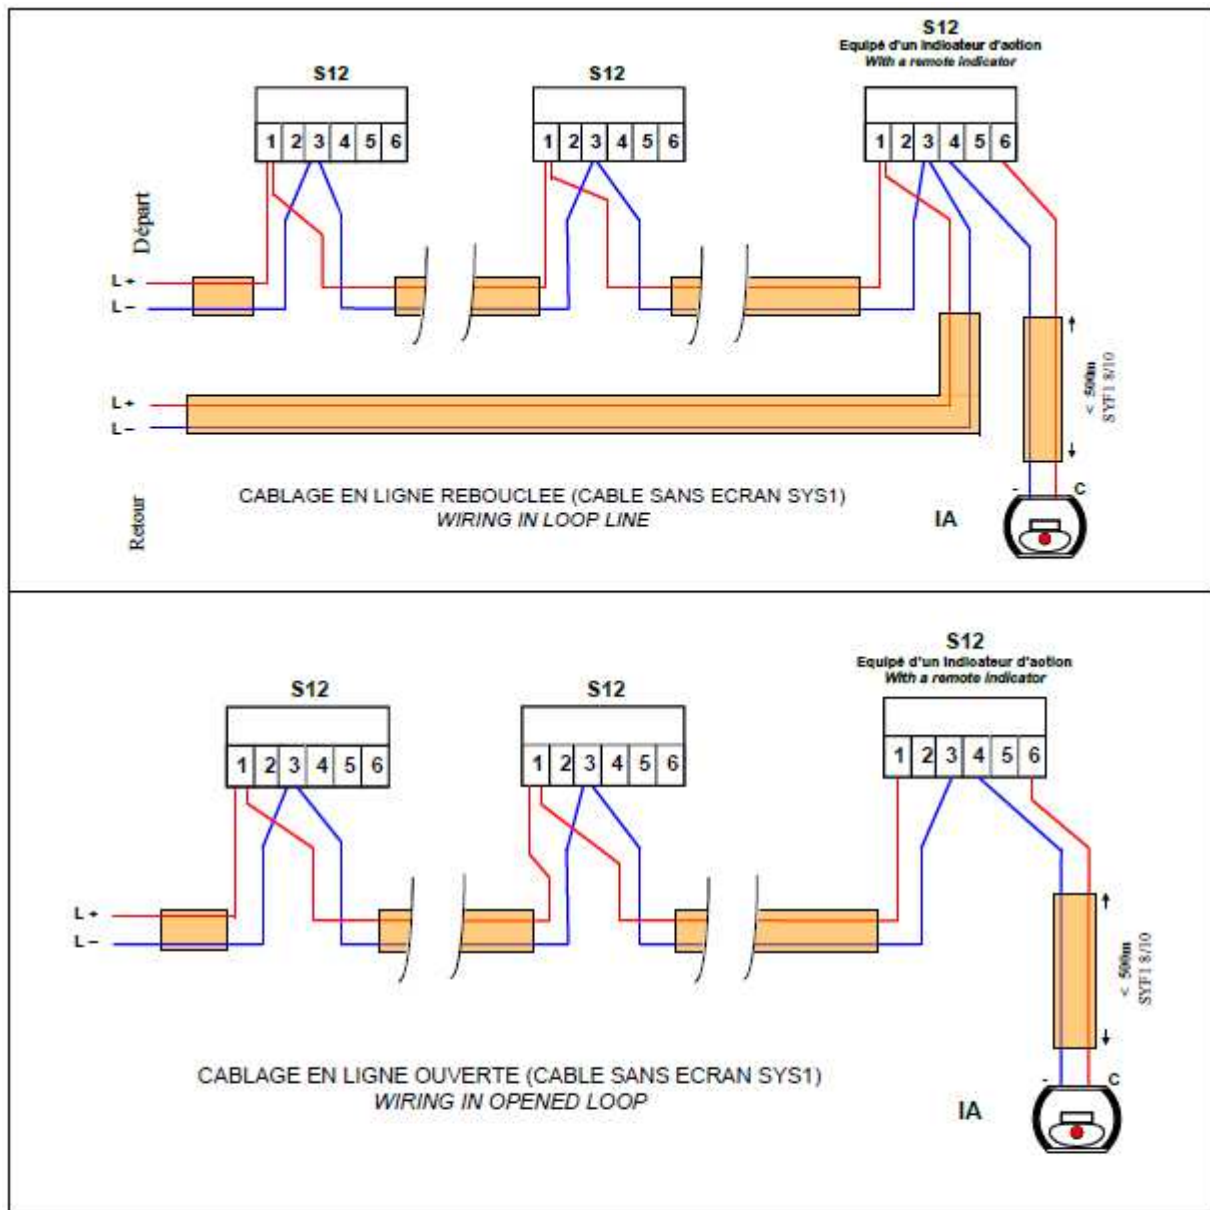 S12
Equipé d'un indicateur d'aotion
With a remote indicator
S12
S12
1 2 3 4 5 6
1 2 3 4 5 6
1 2 3 4 5 6
Départ
L +
L –
L +
L –
< 500m
SYF1 8/10
CABLAGE EN LIGNE REBOUCLEE (CABLE SANS ECRAN SYS1)
WIRING IN LOOP LINE
Retour
- C
IA
S12
Equipé d'un indicateur d'aotion
With a remote indicator
S12
S12
1 2 3 4 5 6
1 2 3 4 5 6
1 2 3 4 5 6
L +
L –
< 500m
SYF1 8/10
CABLAGE EN LIGNE OUVERTE (CABLE SANS ECRAN SYS1)
WIRING IN OPENED LOOP
- C
IA